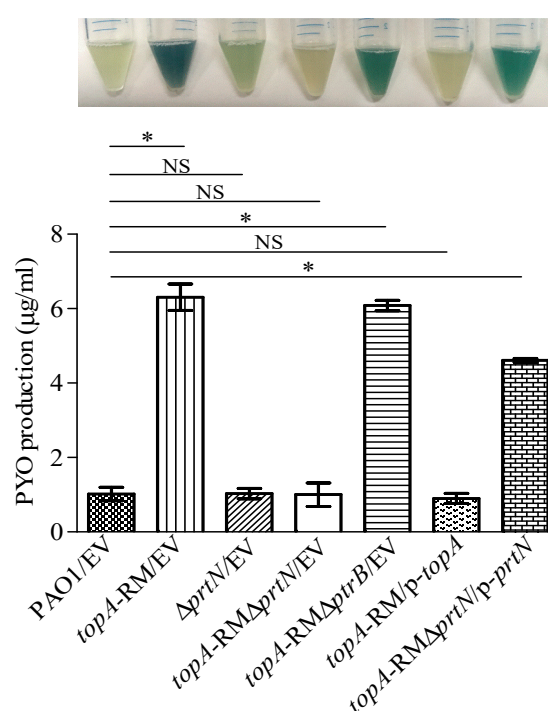 *
NS
NS
*
NS
*
8
6
4
2
0
PYO production (μg/ml)
PAO1/EV
topA-RM/EV
ΔprtN/EV
topA-RMΔprtN/EV
topA-RMΔptrB/EV
topA-RM/p-topA
topA-RMΔprtN/p-prtN